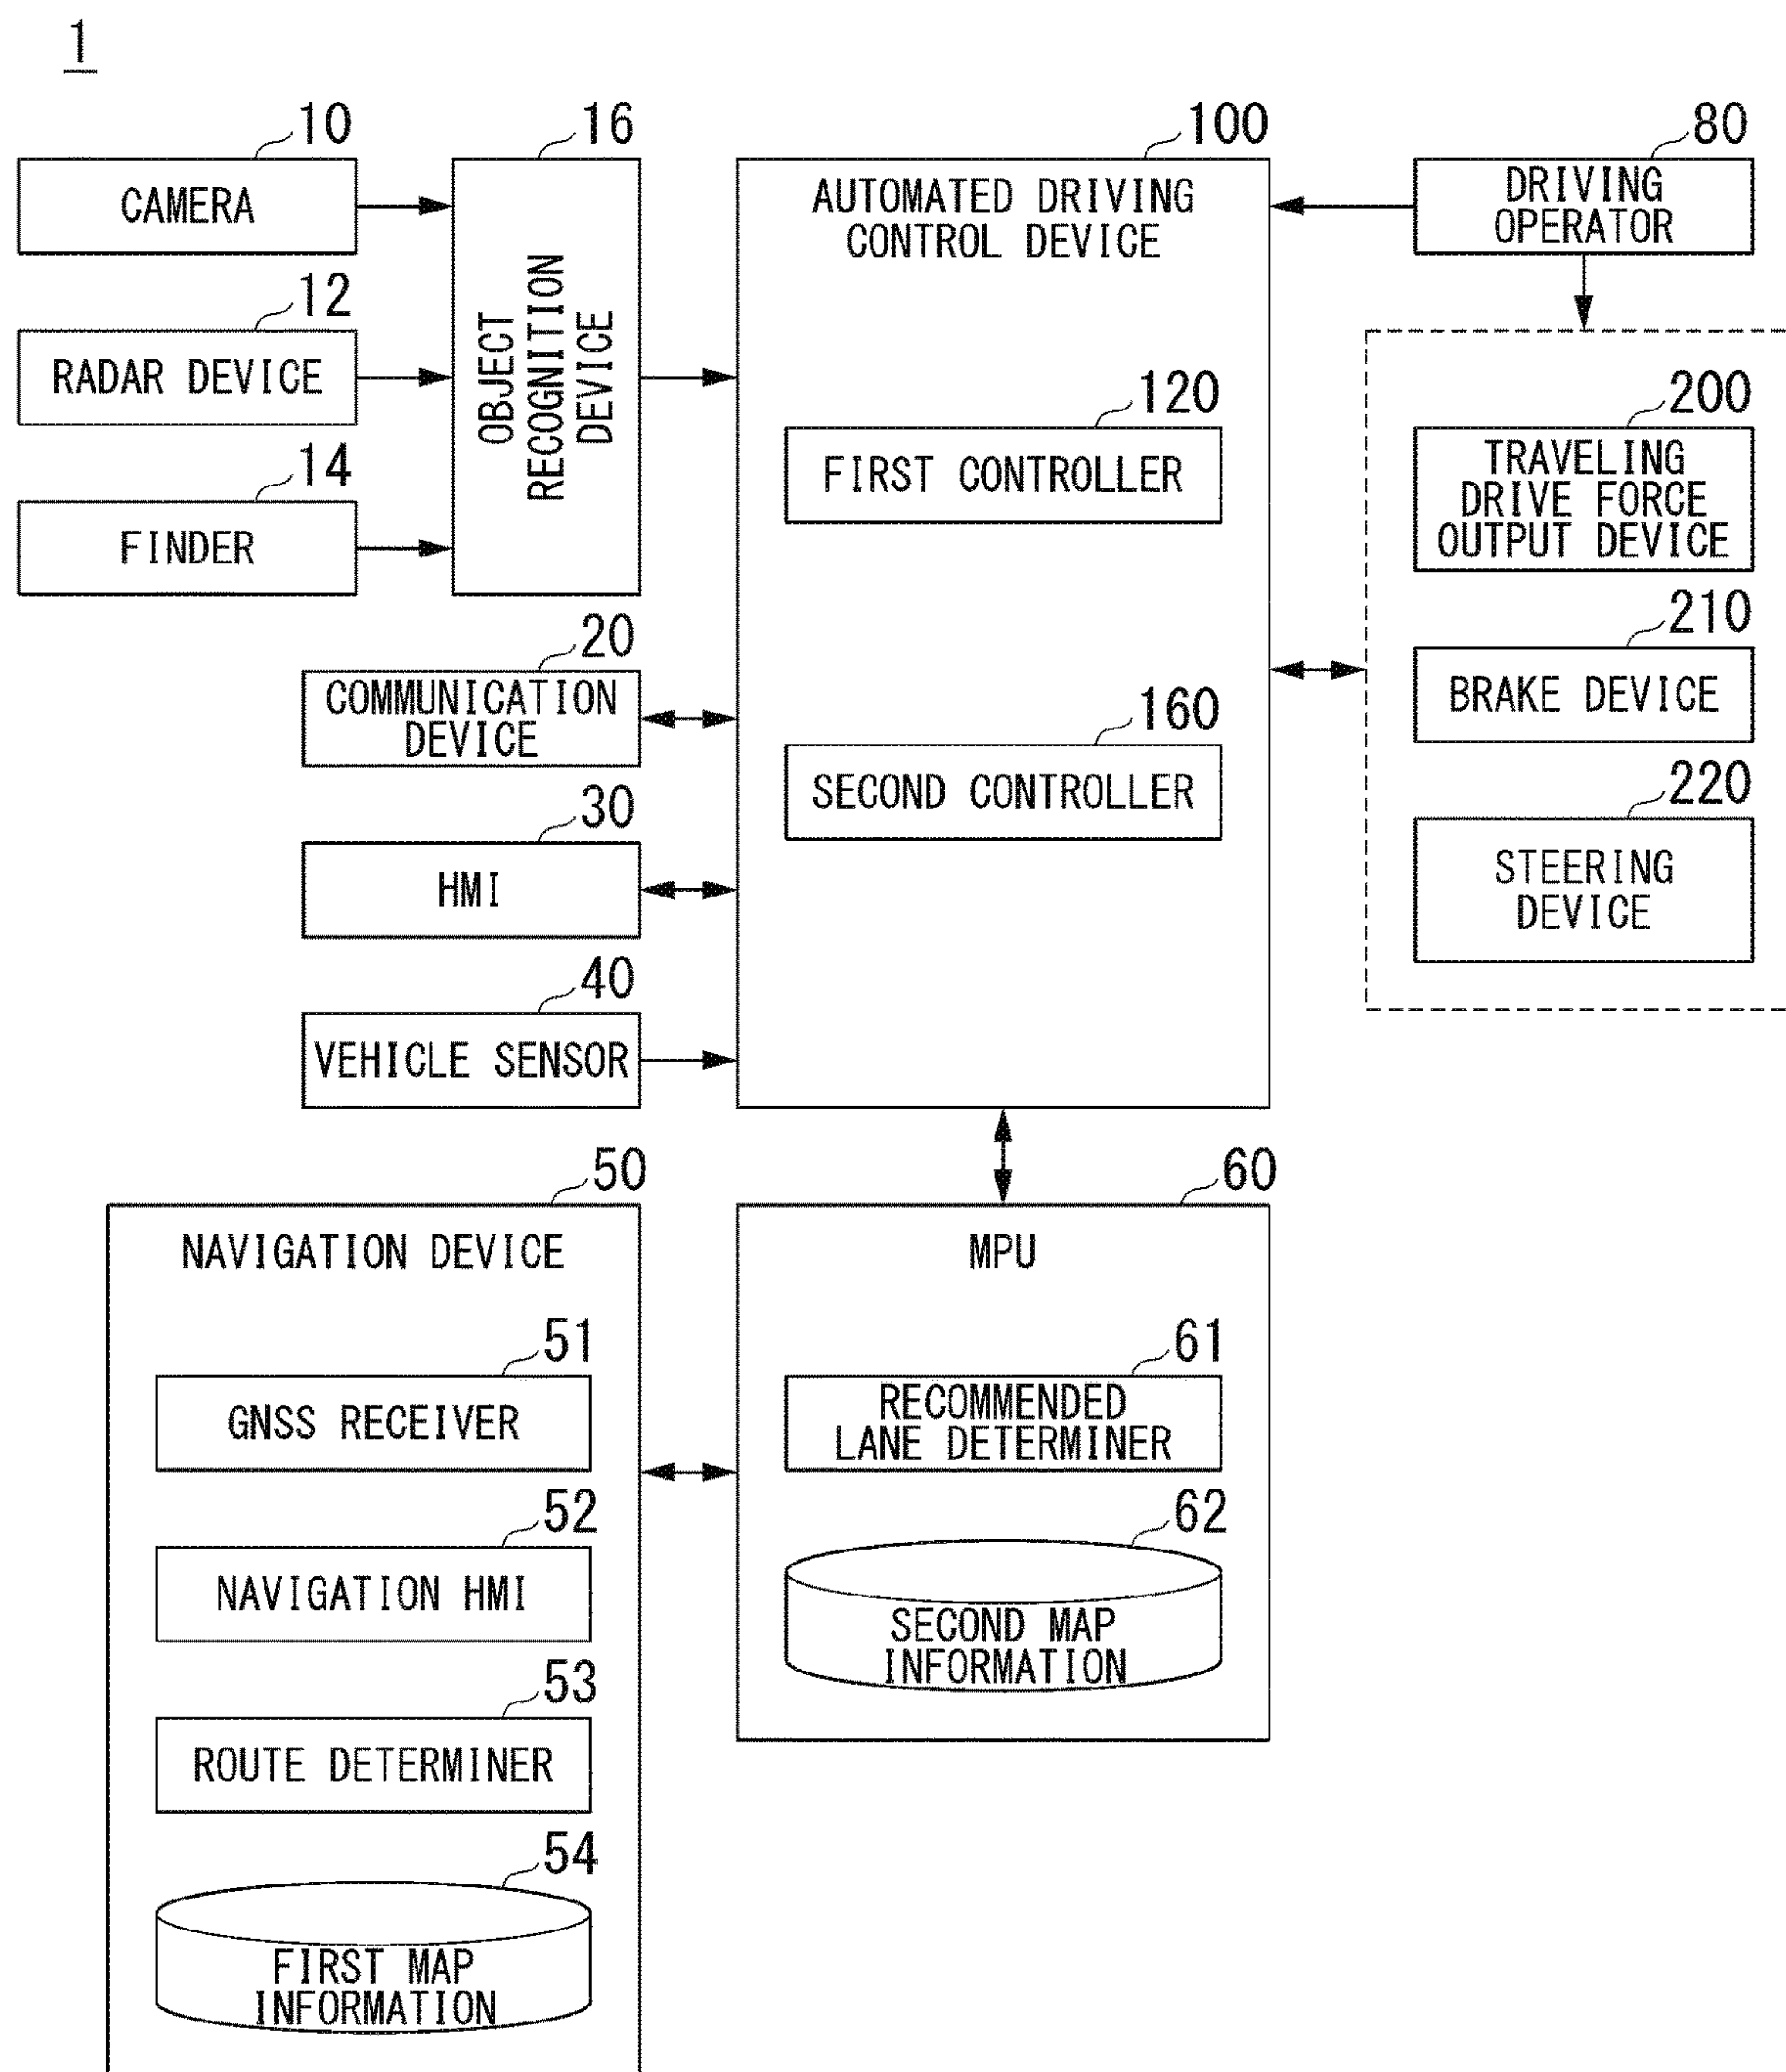 1
10
CAMERA
12
RADAR DEVICE
14
FINDER
16
OBJECT
RECOGNITION
DEVICE
20
COMMUNICATION
DEVICE
30
HMI
40
VEHICLE SENSOR
100
AUTOMATED DRIVING
CONTROL DEVICE
120
FIRST CONTROLLER
160
SECOND CONTROLLER
80
DRIVING
OPERATOR
200
TRAVELING
DRIVE FORCE
OUTPUT DEVICE
210
BRAKE DEVICE
220
STEERING
DEVICE
50
NAVIGATION DEVICE
51
GNSS RECEIVER
52
NAVIGATION HMI
53
ROUTE DETERMINER
54
FIRST MAP
INFORMATION
60
MPU
61
RECOMMENDED
LANE DETERMINER
62
SECOND MAP
INFORMATION